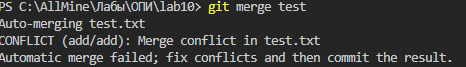 PS C:\AllMine\Лабы\ОПИ\lab10> git merge test
Auto-merging test.txt
CONFLICT (add/add): Merge conflict in test.txt
Automatic merge failed; fix conflicts and then commit the result.